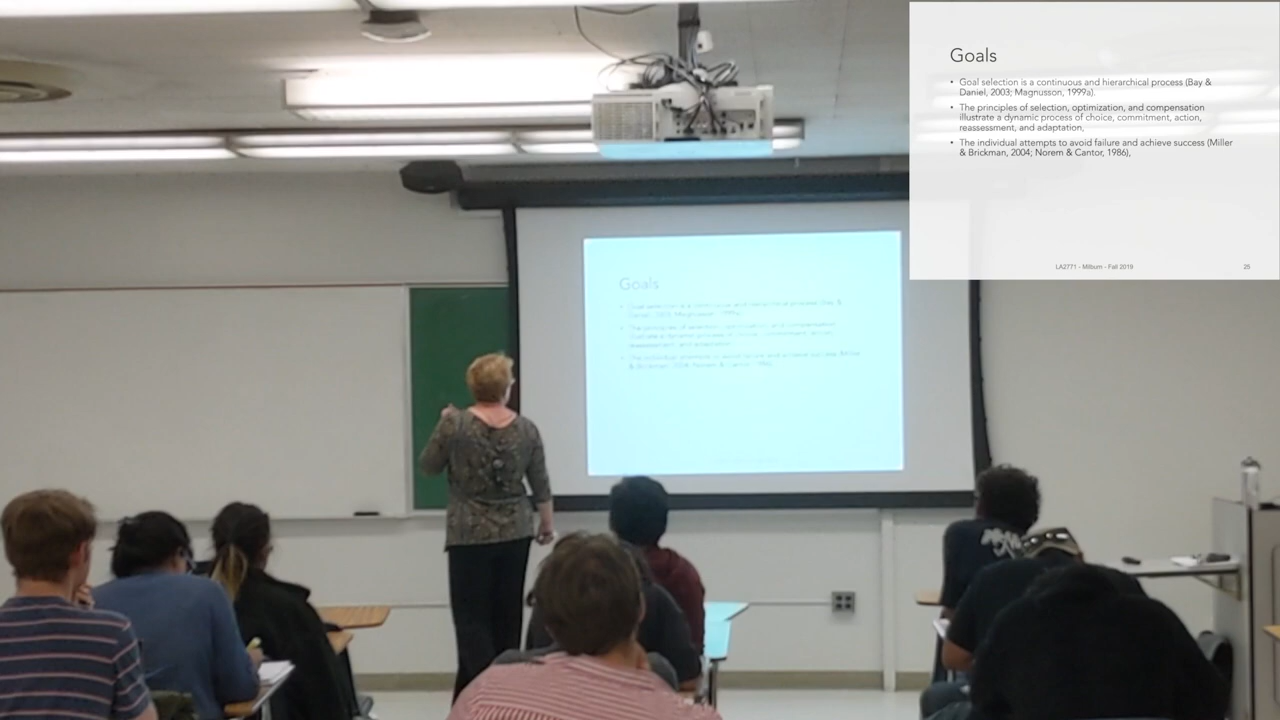 Goals
• Goal selection is a continuous and hierarchical process (Bay &
Daniel, 2003; Magnusson, 1999a).
• The principles of selection, optimization, and compensation
illustrate a dynamic process of choice, commitment, action,
reassessment, and adaptation,
• The individual attempts to avoid failure and achieve success (Miller
& Brickman, 2004; Norem & Cantor, 1986),
LA2771 - Milburn - Fall 2019
25
Goals